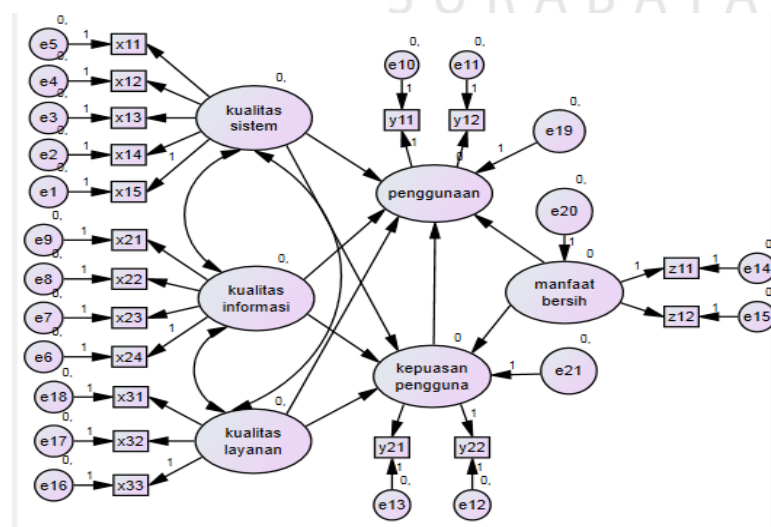 SURABAYA
e5
0,
1
x11
e4
0,
1
x12
e3
0,
1
x13
e2
0,
1
x14
e1
0,
1
x15
1
kualitas
sistem
0,
e9
0,
1
x21
e8
0,
1
x22
e7
0,
1
x23
e6
0,
1
x24
1
kualitas
informasi
0,
e18
0,
1
x31
e17
0,
1
x32
e16
0,
1
x33
1
kualitas
layanan
0,
e10
0,
1
y11
1
e11
0,
1
y12
penggunaan
0
e19
0,
1
e20
0,
1
manfaat
bersih
0
1
z11
1
e14
0,
z12
1
e15
0,
kepuasan
pengguna
0
1
e21
0,
y21
1
e13
0,
1
y22
1
e12
0,